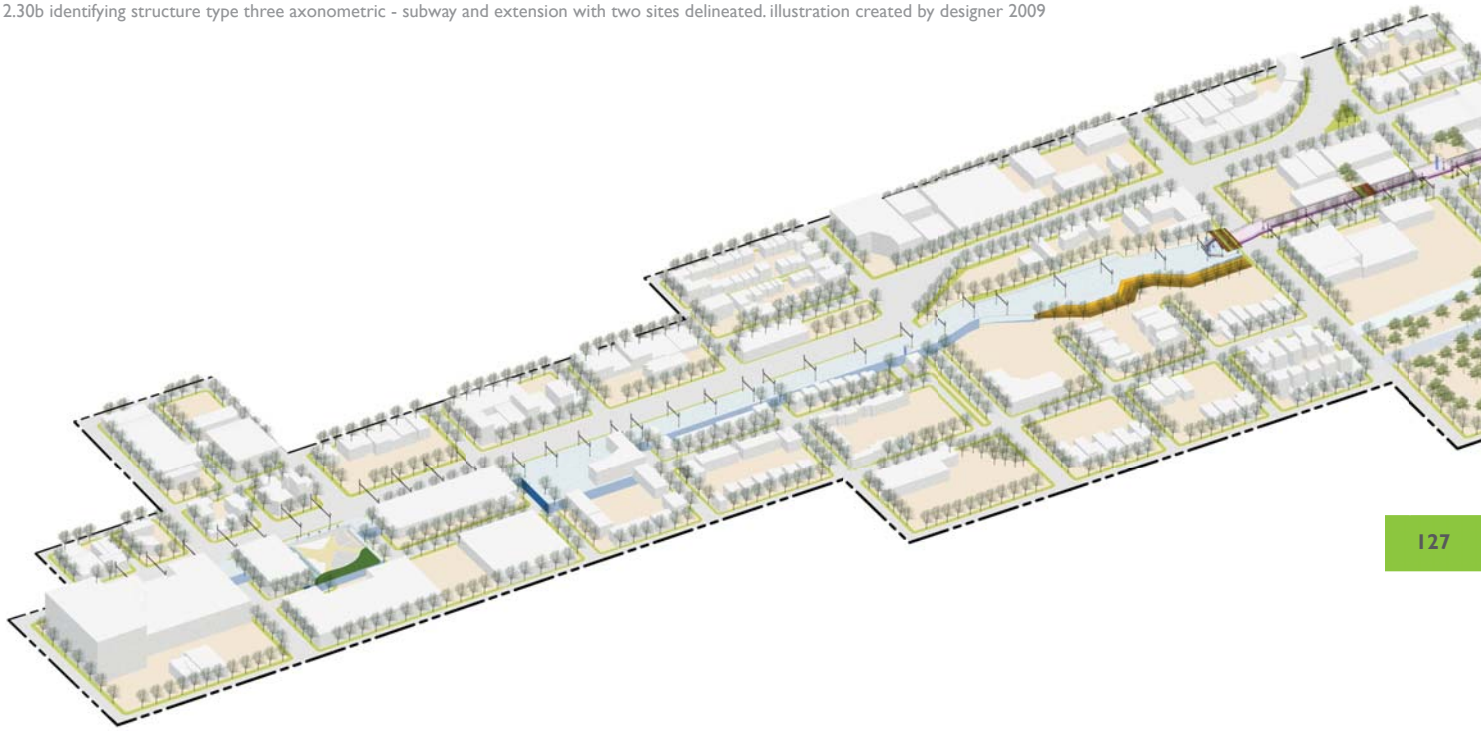 2.30b identifying structure type three axonometric - subway and extension with two sites delineated. illustration created by designer 2009
127